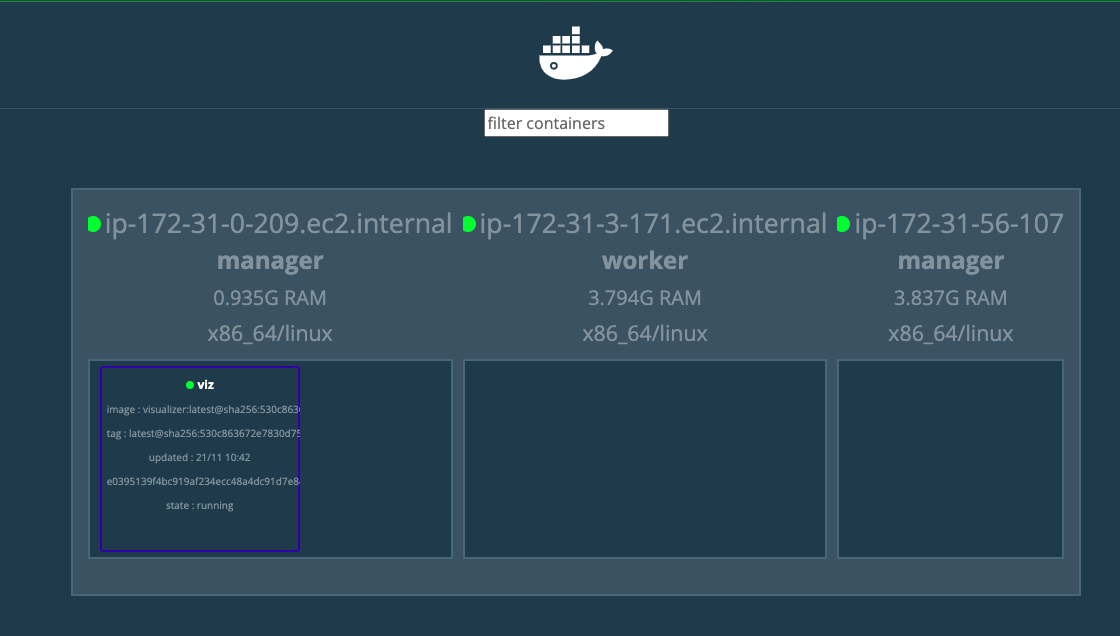 filter containers
ip-172-31-0-209.ec2.internal
manager
0.935G RAM
x86_64/linux
ip-172-31-3-171.ec2.internal
worker
3.794G RAM
x86_64/linux
ip-172-31-56-107
manager
3.837G RAM
x86_64/linux
viz
image : visualizer:latest@sha256:530c863
tag : latest@sha256:530c863672e7830d75
updated : 21/11 10:42
e0395139f4bc919af234ecc48a4dc91d7e8
state : running